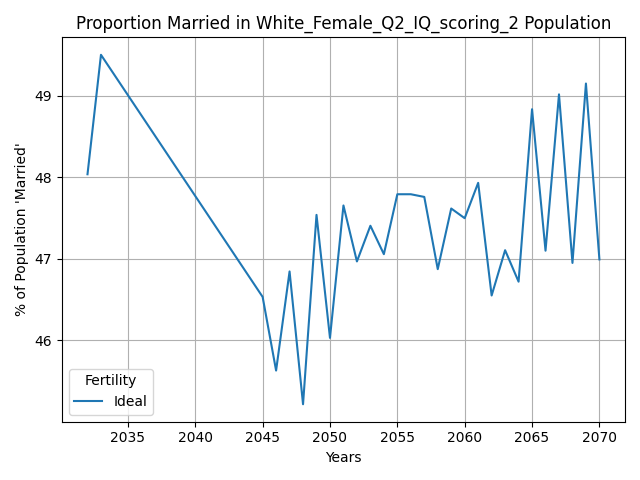 Proportion Married in White_Female_Q2_IQ_scoring_2 Population
% of Population 'Married'
49
48
47
46
Fertility
Ideal
2035 2040 2045 2050 2055 2060 2065 2070
Years